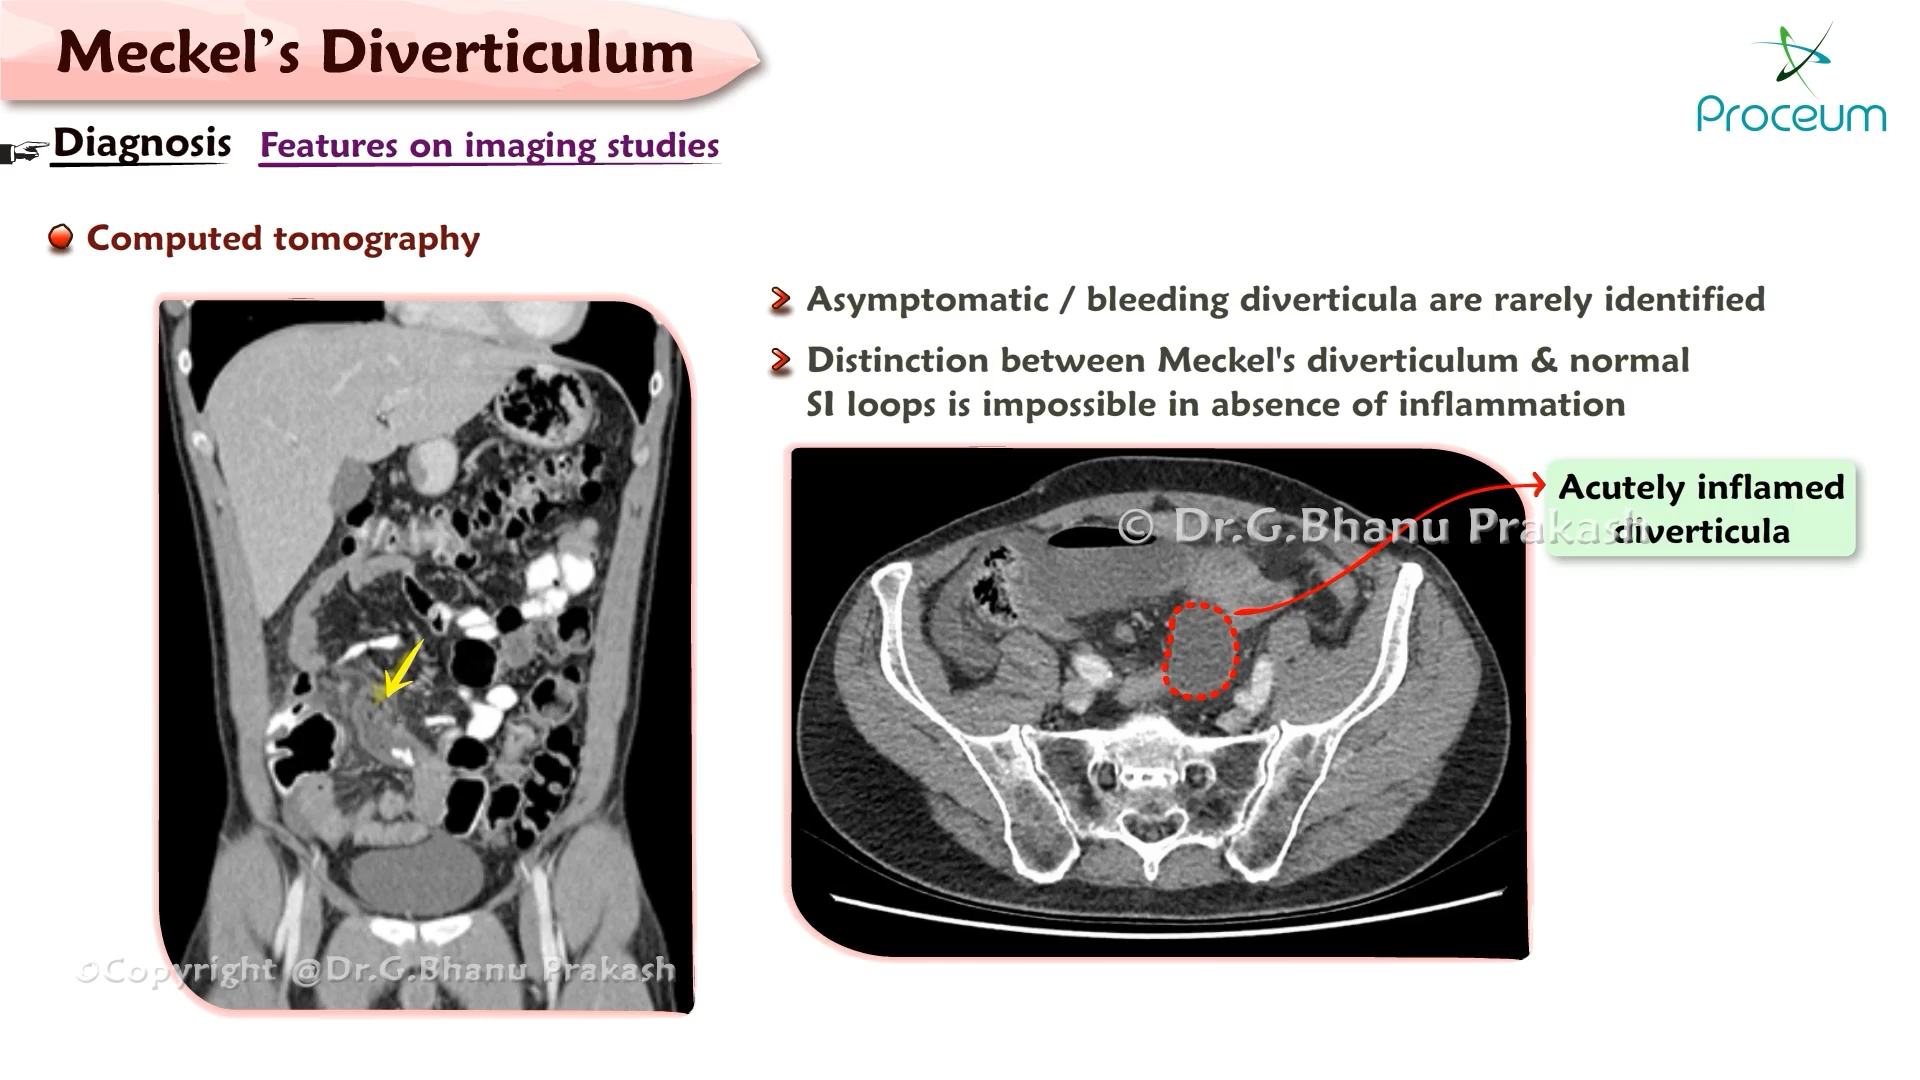 Meckel's Diverticulum
Proceum
Diagnosis Features on imaging studies
Computed tomography
Asymptomatic / bleeding diverticula are rarely identified
Distinction between Meckel's diverticulum & normal
SI loops is impossible in absence of inflammation
Acutely inflamed
diverticula
© Dr.G.Bhanu Prakash
©Copyright @Dr.G.Bhanu Prakash